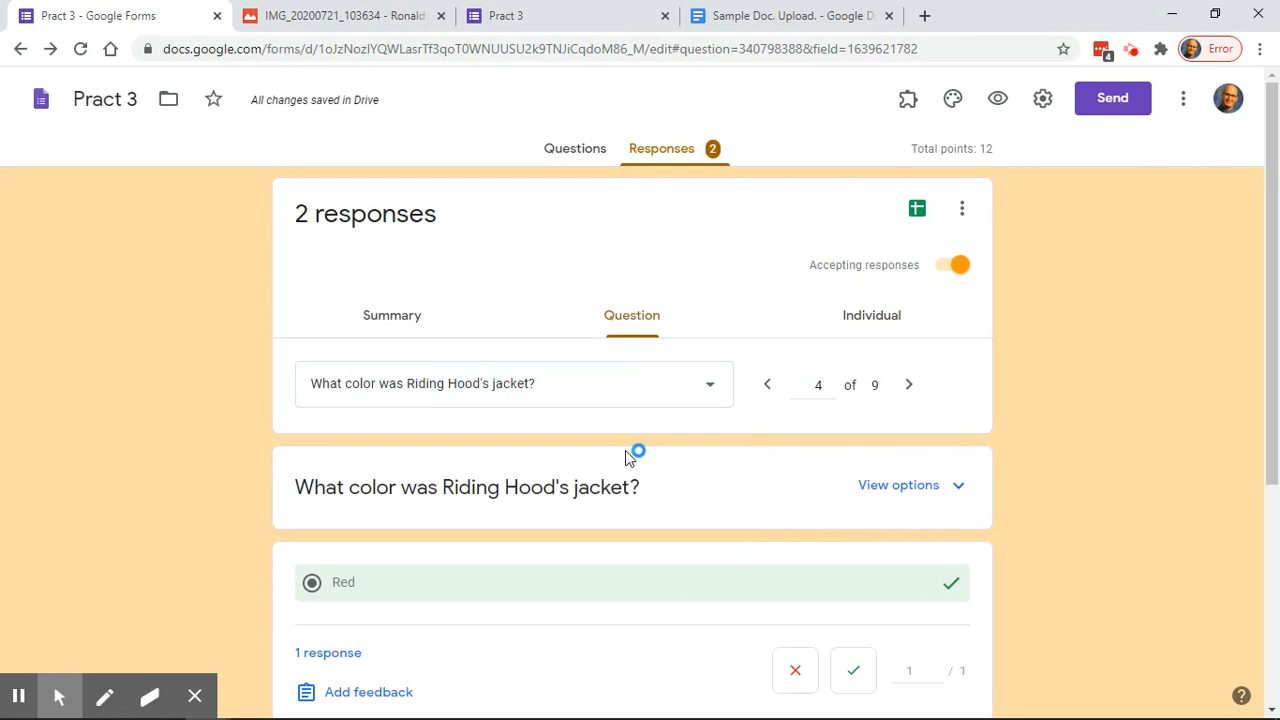 Pract 3 - Google Forms
IMG_20200721_103634 - Ronald
Pract 3
Sample Doc. Upload. - Google D
docs.google.com/forms/d/1oJzNozIYQWLasrTf3qoT0WNUUSU2k9TNJiCqdoM86_M/edit#question=340798388&field=1639621782
4
Error
Pract 3
All changes saved in Drive
Send
Questions
Responses 2
Total points: 12
2 responses
Accepting responses
Summary
Question
Individual
What color was Riding Hood's jacket?
4 of 9
What color was Riding Hood's jacket?
View options
Red
1 response
1 / 1
Add feedback